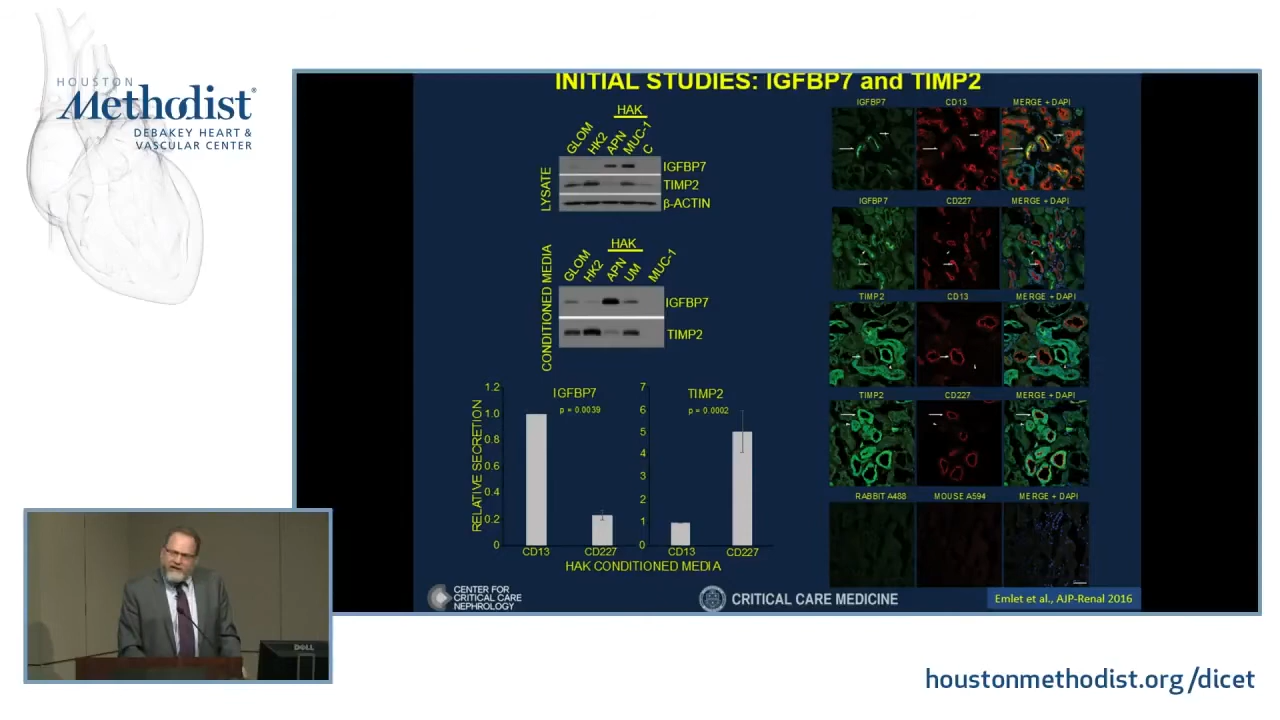 HOUSTON
Methodist®
DEBAKEY HEART &
VASCULAR CENTER
INITIAL STUDIES: IGFBP7 and TIMP2
HAK
GLOM HK2 APN MUC-1 C
LYSATE
IGFBP7
TIMP2
β-ACTIN
HAK
GLOM HK2 APN UM MUC-1
CONDITIONED MEDIA
IGFBP7
TIMP2
RELATIVE SECRETION
IGFBP7
p = 0.0039
1.2
1.0
0.8
0.6
0.4
0.2
0
CD13 CD227
TIMP2
p = 0.0002
7
6
5
4
3
2
1
0
CD13 CD227
HAK CONDITIONED MEDIA
IGFBP7 CD13 MERGE + DAPI
IGFBP7 CD227 MERGE + DAPI
TIMP2 CD13 MERGE + DAPI
TIMP2 CD227 MERGE + DAPI
RABBIT A488 MOUSE A594 MERGE + DAPI
CENTER FOR
CRITICAL CARE
NEPHROLOGY
CRITICAL CARE MEDICINE
Emlet et al., AJP-Renal 2016
DELL
houstonmethodist.org/dicet